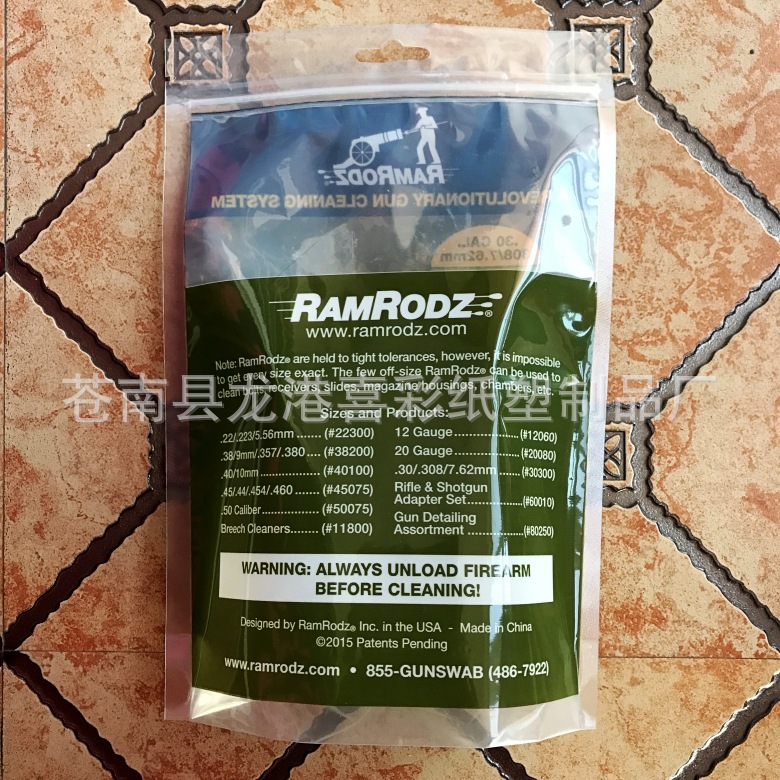 RAMRODZ
REVOLUTIONARY GUN CLEANING SYSTEM
.30 CAL.
.308/7.62mm
RAMRODZ®
www.ramrodz.com
Note: RamRodz® are held to tight tolerances, however, it is impossible
to get every size exact. The few off-size RamRodz® can be used to
clean bolts, receivers, slides, magazine housings, chambers, etc.
苍南县龙港喜彩纸塑制品厂
Sizes and Products:
.22/.223/5.56mm ....... (#22300)
.38/9mm/.357/.380 .... (#38200)
.40/10mm ................... (#40100)
.45/.44/.454/.460 ....... (#45075)
.50 Caliber ................. (#50075)
Breech Cleaners ........ (#11800)
12 Gauge .................... (#12060)
20 Gauge .................... (#20080)
.30/.308/7.62mm ....... (#30300)
Rifle & Shotgun
Adapter Set ................ (#60010)
Gun Detailing
Assortment ................. (#80250)
WARNING: ALWAYS UNLOAD FIREARM
BEFORE CLEANING!
Designed by RamRodz® Inc. in the USA - Made in China
©2015 Patents Pending
www.ramrodz.com • 855-GUNSWAB (486-7922)